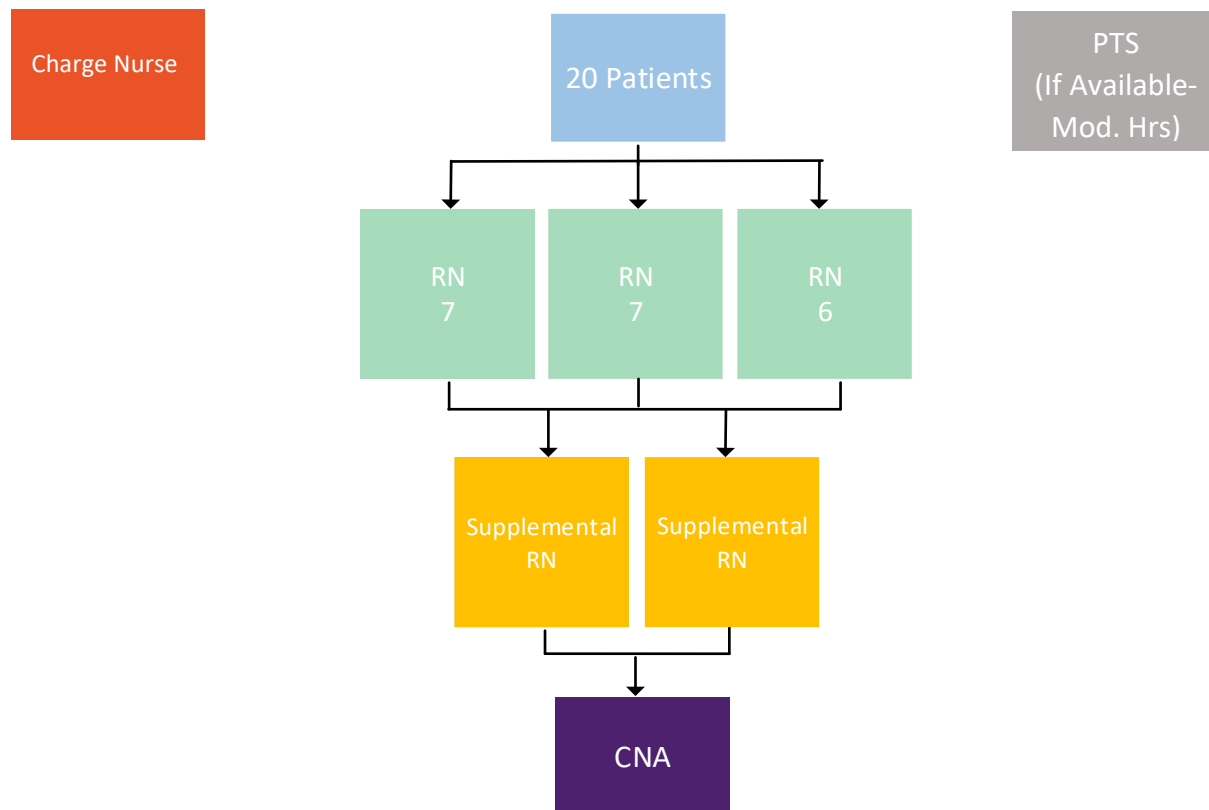 Charge Nurse
20 Patients
PTS
(If Available-
Mod. Hrs)
RN
7
RN
7
RN
6
Supplemental
RN
Supplemental
RN
CNA